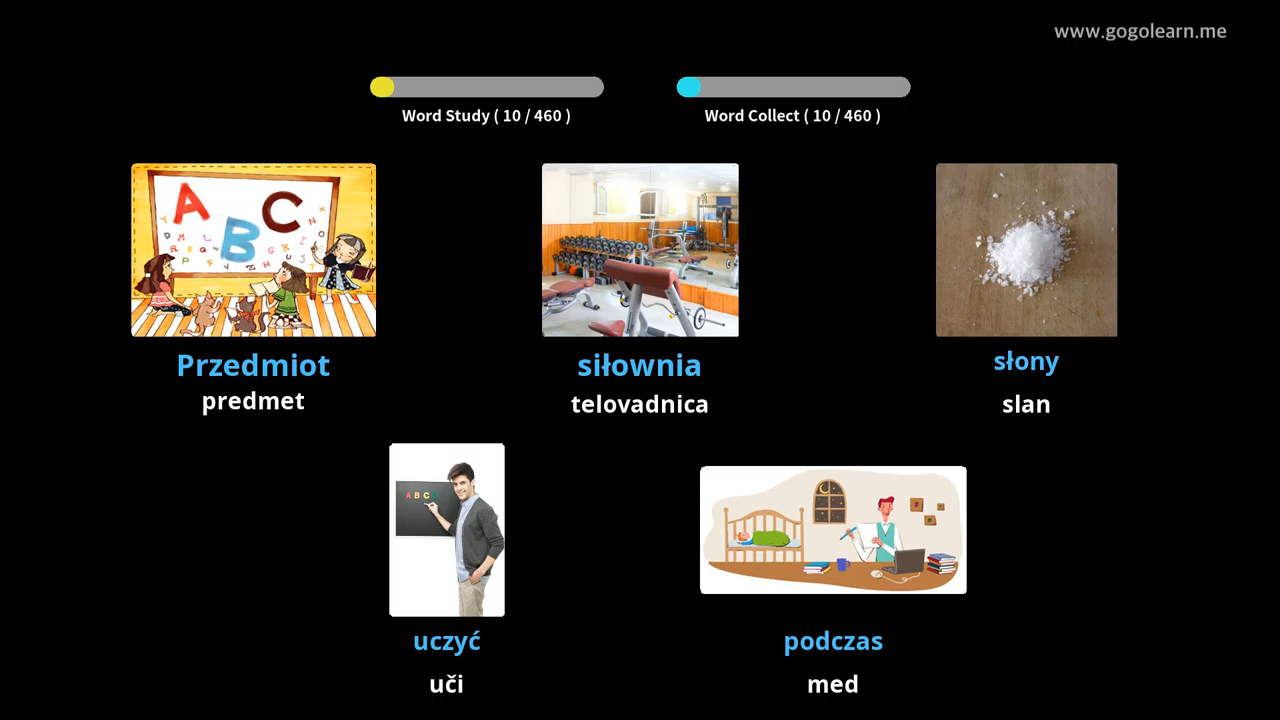 www.gogolearn.me
Word Study ( 10 / 460 )
Word Collect ( 10 / 460 )
A B C
Przedmiot
predmet
siłownia
telovadnica
słony
slan
A B C
uczyć
uči
podczas
med